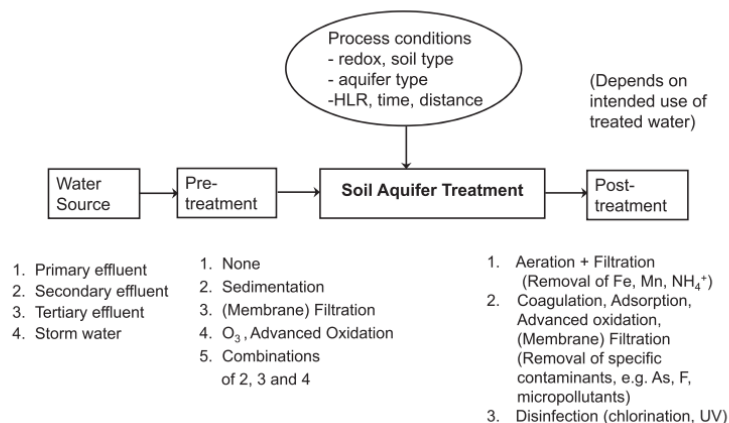 Process conditions
- redox, soil type
- aquifer type
-HLR, time, distance
(Depends on
intended use of
treated water)
Water
Source
Pre-
treatment
Soil Aquifer Treatment
Post-
treatment
1. Primary effluent
2. Secondary effluent
3. Tertiary effluent
4. Storm water
1. None
2. Sedimentation
3. (Membrane) Filtration
4. O₃, Advanced Oxidation
5. Combinations
of 2, 3 and 4
1. Aeration + Filtration
(Removal of Fe, Mn, NH₄⁺)
2. Coagulation, Adsorption,
Advanced oxidation,
(Membrane) Filtration
(Removal of specific
contaminants, e.g. As, F,
micropollutants)
3. Disinfection (chlorination, UV)